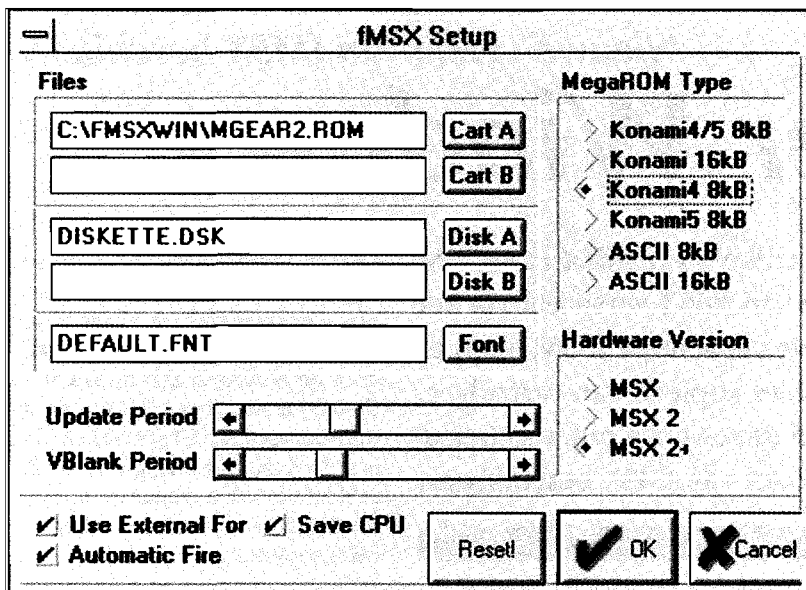 fMSX Setup
Files
C:\FMSXWIN\MGEAR2.ROM
Cart A
Cart B
DISKETTE.DSK
Disk A
Disk B
DEFAULT.FNT
Font
Update Period
VBlank Period
MegaROM Type
Konami4/5 8kB
Konami 16kB
Konami4 8kB
Konami5 8kB
ASCII 8kB
ASCII 16kB
Hardware Version
MSX
MSX 2
MSX 2+
Use External For
Save CPU
Automatic Fire
Reset!
OK
Cancel